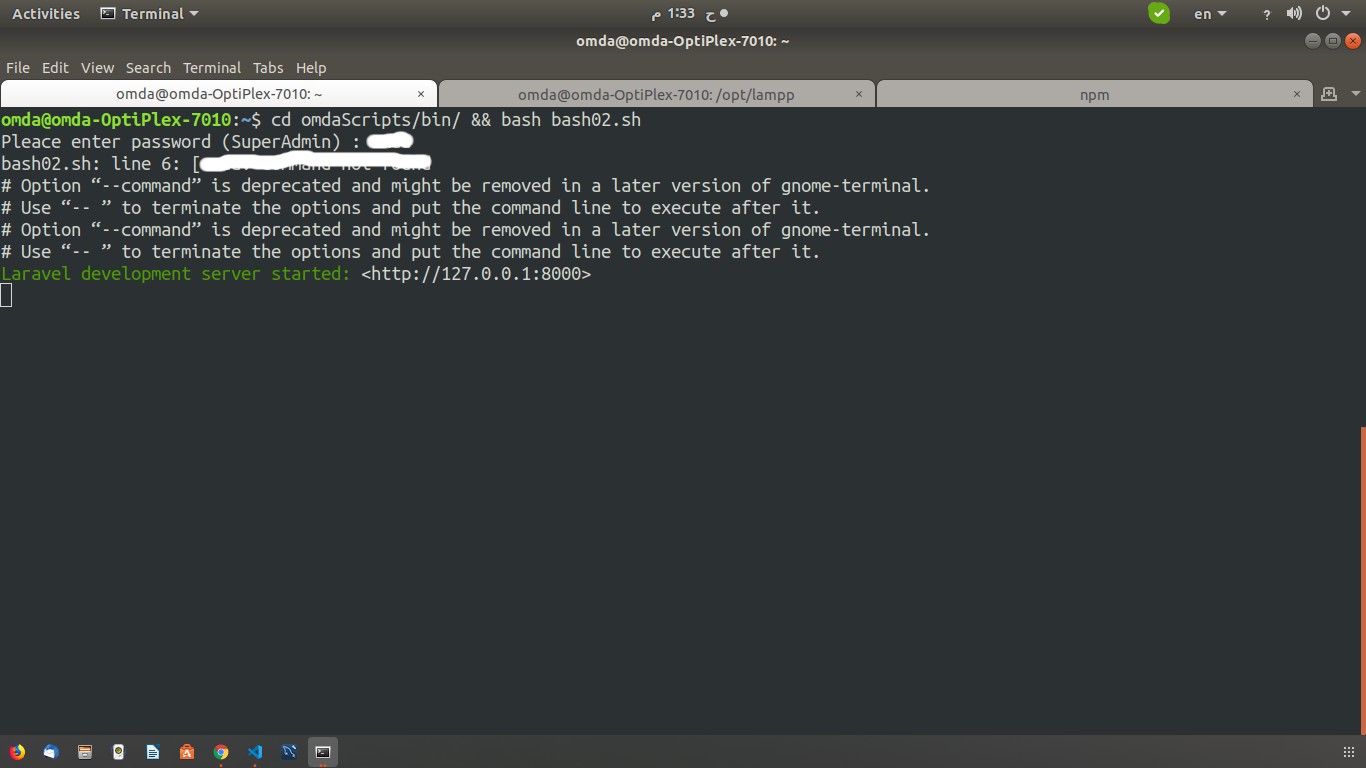 Activities Terminal ح 1:33 م en ?
omda@omda-OptiPlex-7010: ~
File Edit View Search Terminal Tabs Help
omda@omda-OptiPlex-7010: ~ × omda@omda-OptiPlex-7010: /opt/lampp × npm ×
omda@omda-OptiPlex-7010:~$ cd omdaScripts/bin/ && bash bash02.sh
Pleace enter password (SuperAdmin) :
bash02.sh: line 6: [
# Option “--command” is deprecated and might be removed in a later version of gnome-terminal.
# Use “-- ” to terminate the options and put the command line to execute after it.
# Option “--command” is deprecated and might be removed in a later version of gnome-terminal.
# Use “-- ” to terminate the options and put the command line to execute after it.
Laravel development server started: <http://127.0.0.1:8000>